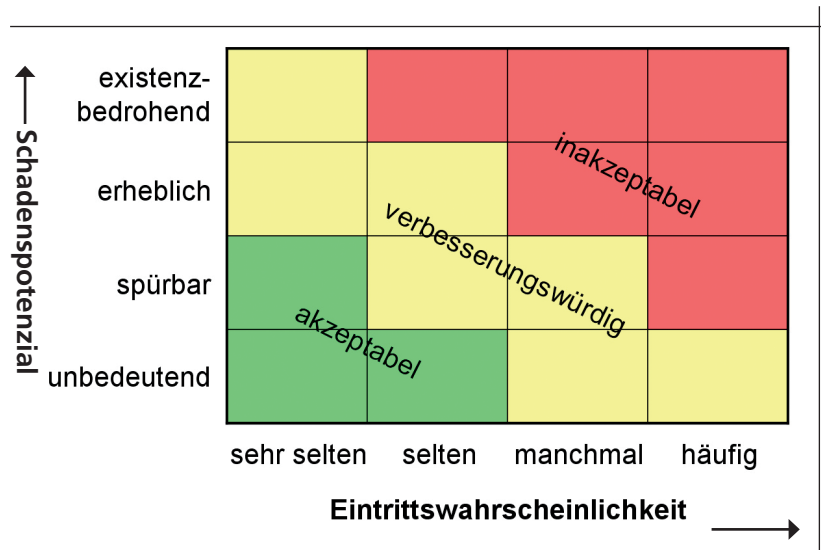 existenz-
bedrohend
erheblich
spürbar
unbedeutend
Schadenspotenzial
inakzeptabel
verbesserungswürdig
akzeptabel
sehr selten
selten
manchmal
häufig
Eintrittswahrscheinlichkeit